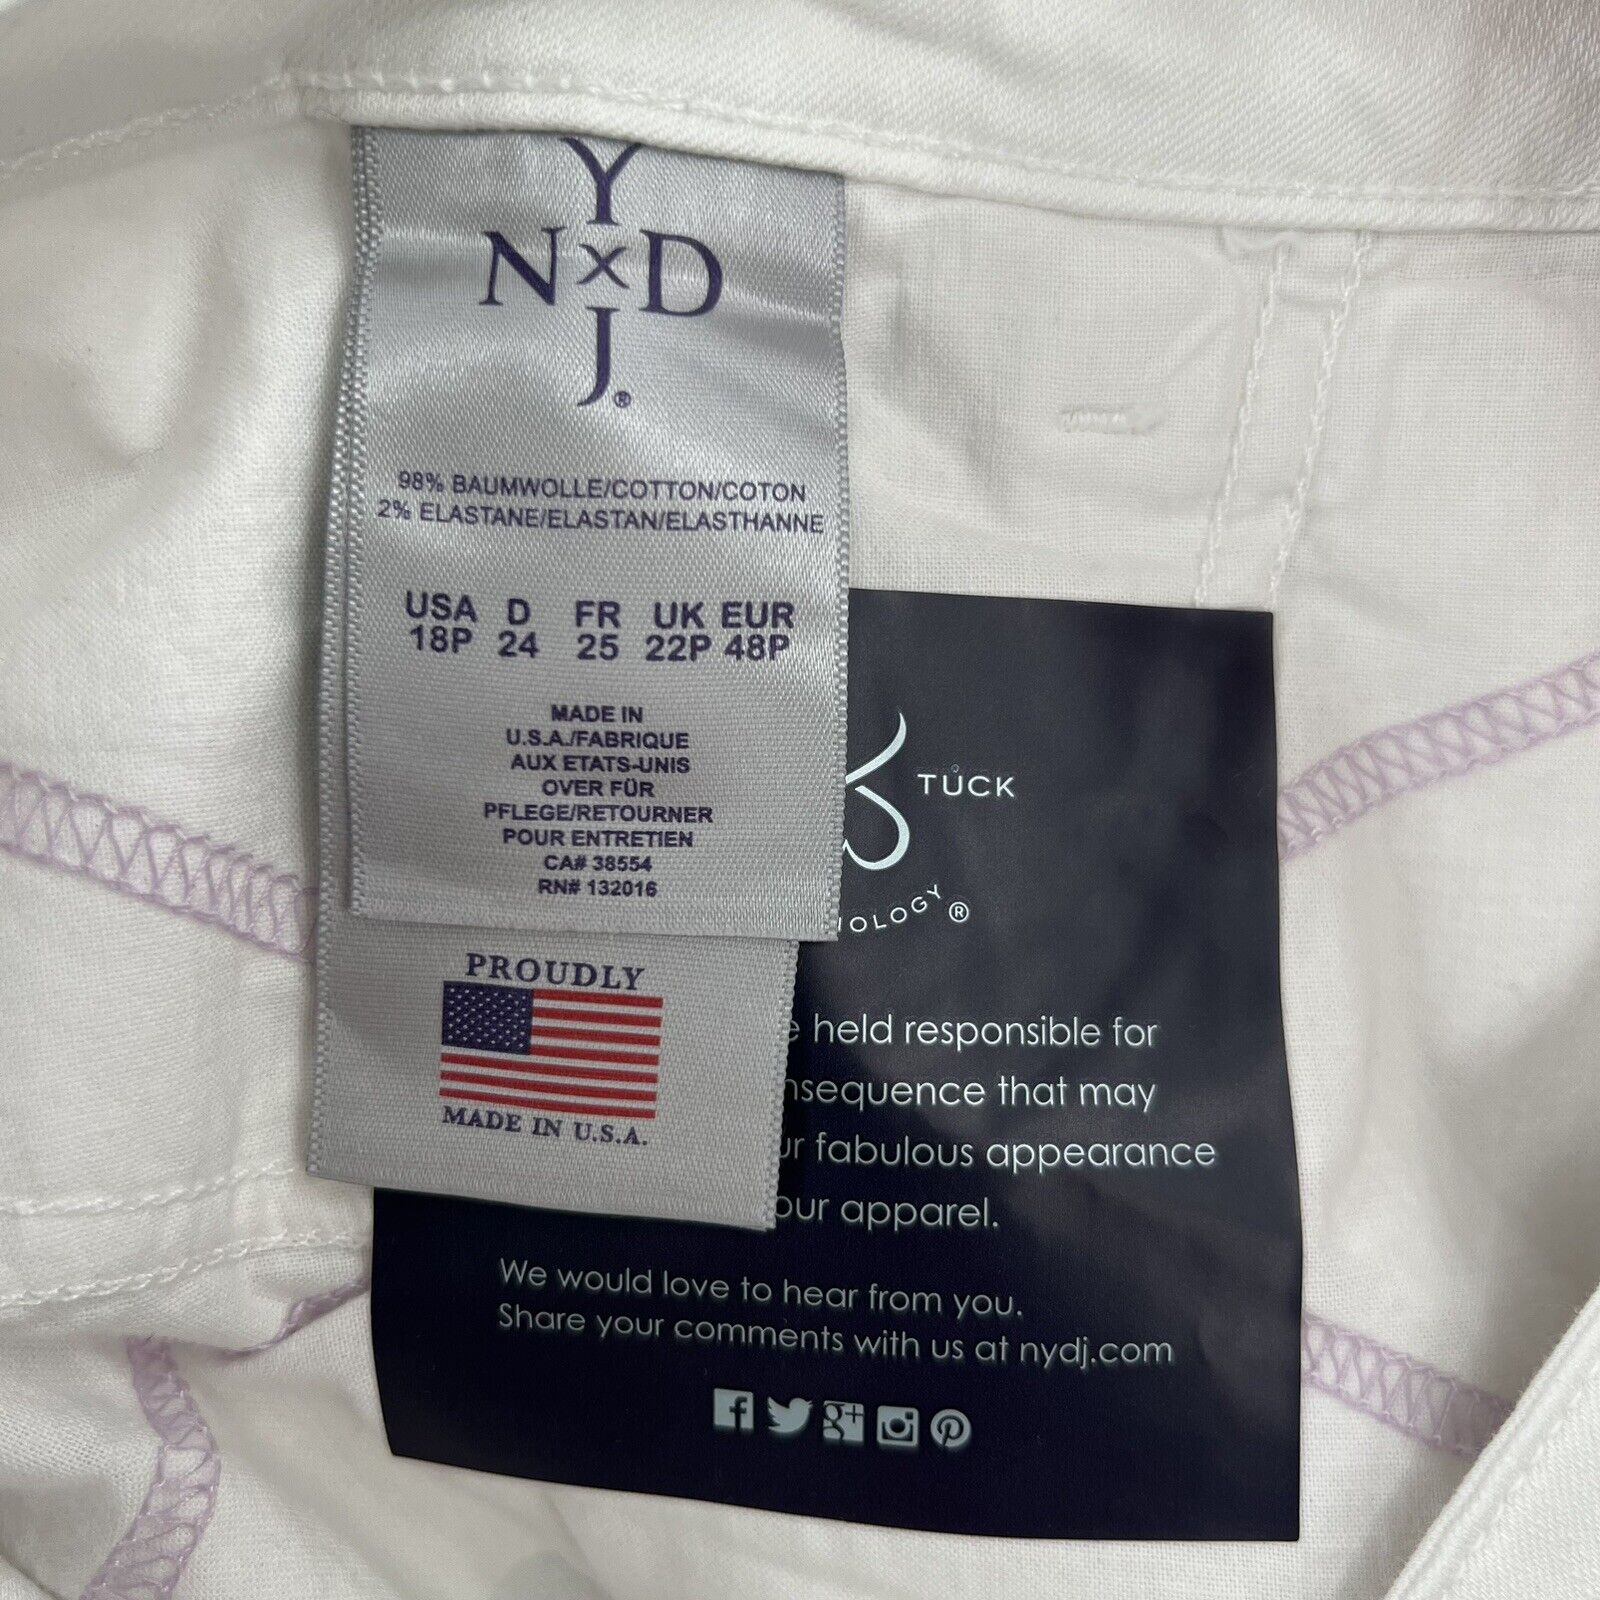 Y
N x D
J®
98% BAUMWOLLE/COTTON/COTON
2% ELASTANE/ELASTAN/ELASTHANNE
USA D FR UK EUR
18P 24 25 22P 48P
MADE IN
U.S.A./FABRIQUE
AUX ETATS-UNIS
OVER FÜR
PFLEGE/RETOURNER
POUR ENTRETIEN
CA# 38554
RN# 132016
PROUDLY
MADE IN U.S.A.
TUCK
held responsible for
that may
fabulous appearance
apparel.
We would love to hear from you.
Share your comments with us at nydj.com